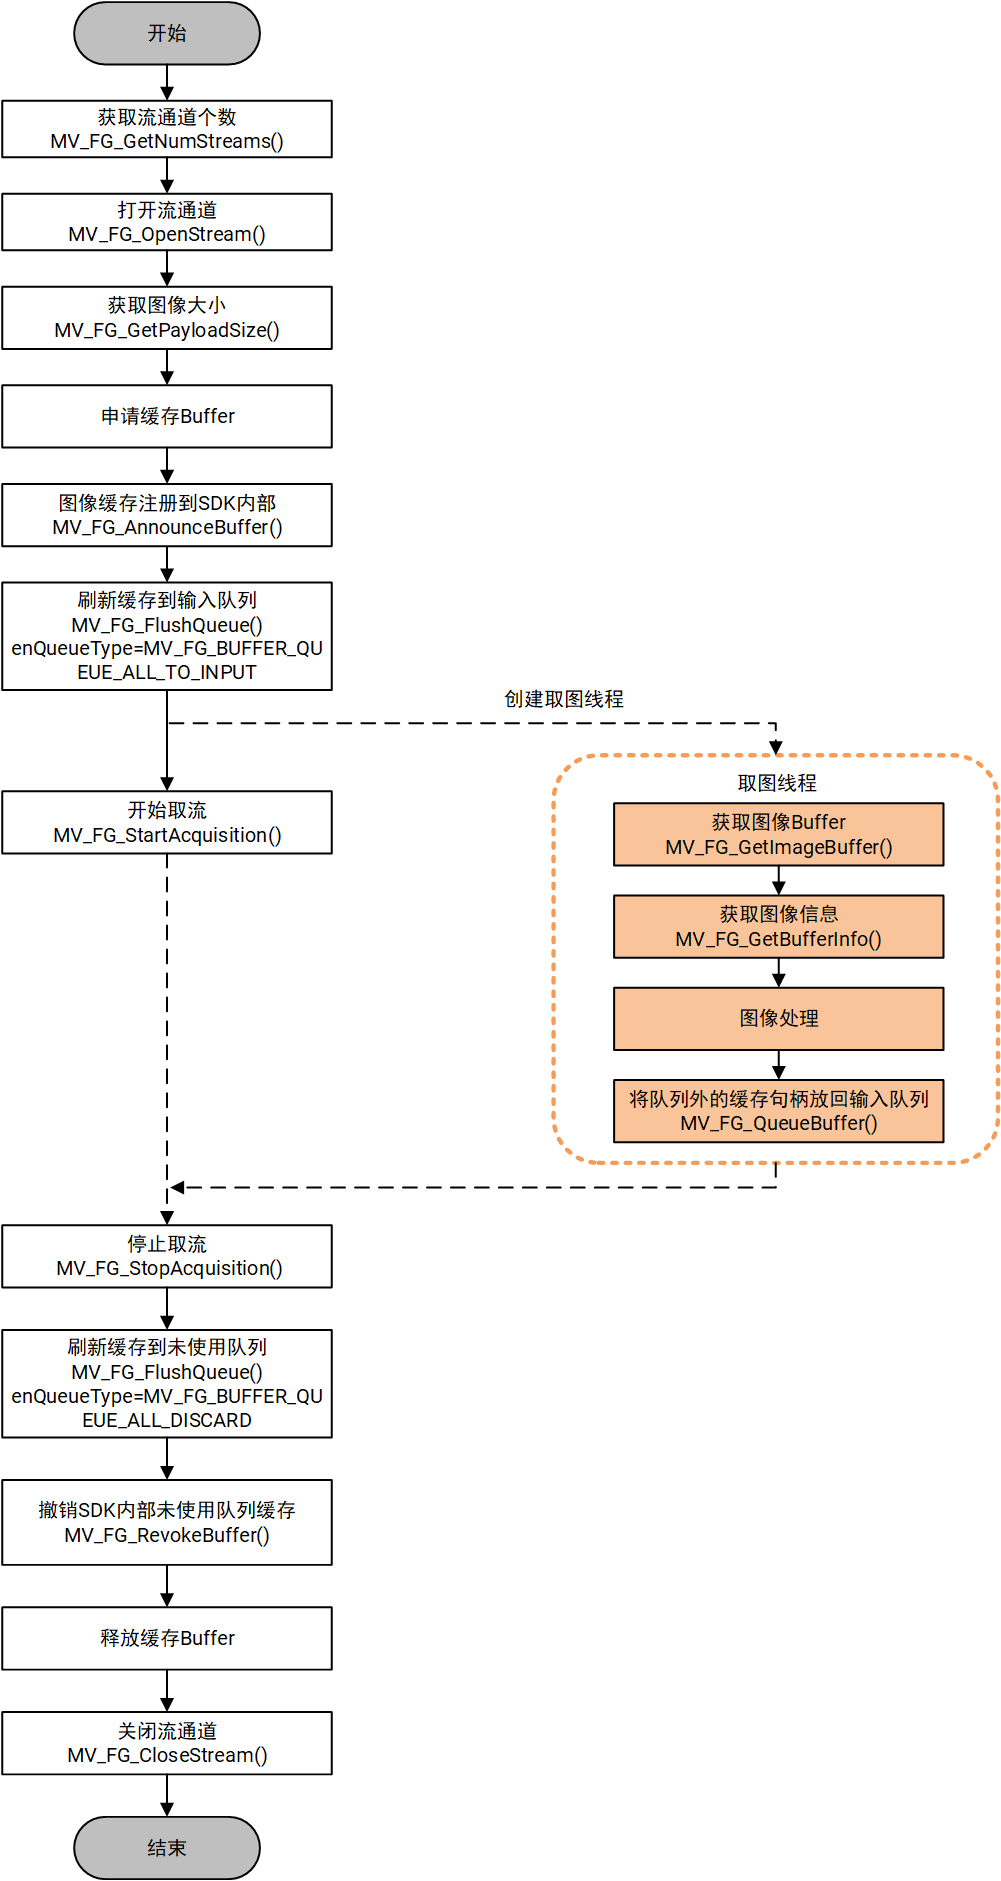 开始
获取流通道个数
MV_FG_GetNumStreams()
打开流通道
MV_FG_OpenStream()
获取图像大小
MV_FG_GetPayloadSize()
申请缓存Buffer
图像缓存注册到SDK内部
MV_FG_AnnounceBuffer()
刷新缓存到输入队列
MV_FG_FlushQueue()
enQueueType=MV_FG_BUFFER_QU
EUE_ALL_TO_INPUT
创建取图线程
开始取流
MV_FG_StartAcquisition()
取图线程
获取图像Buffer
MV_FG_GetImageBuffer()
获取图像信息
MV_FG_GetBufferInfo()
图像处理
将队列外的缓存句柄放回输入队列
MV_FG_QueueBuffer()
停止取流
MV_FG_StopAcquisition()
刷新缓存到未使用队列
MV_FG_FlushQueue()
enQueueType=MV_FG_BUFFER_QU
EUE_ALL_DISCARD
撤销SDK内部未使用队列缓存
MV_FG_RevokeBuffer()
释放缓存Buffer
关闭流通道
MV_FG_CloseStream()
结束